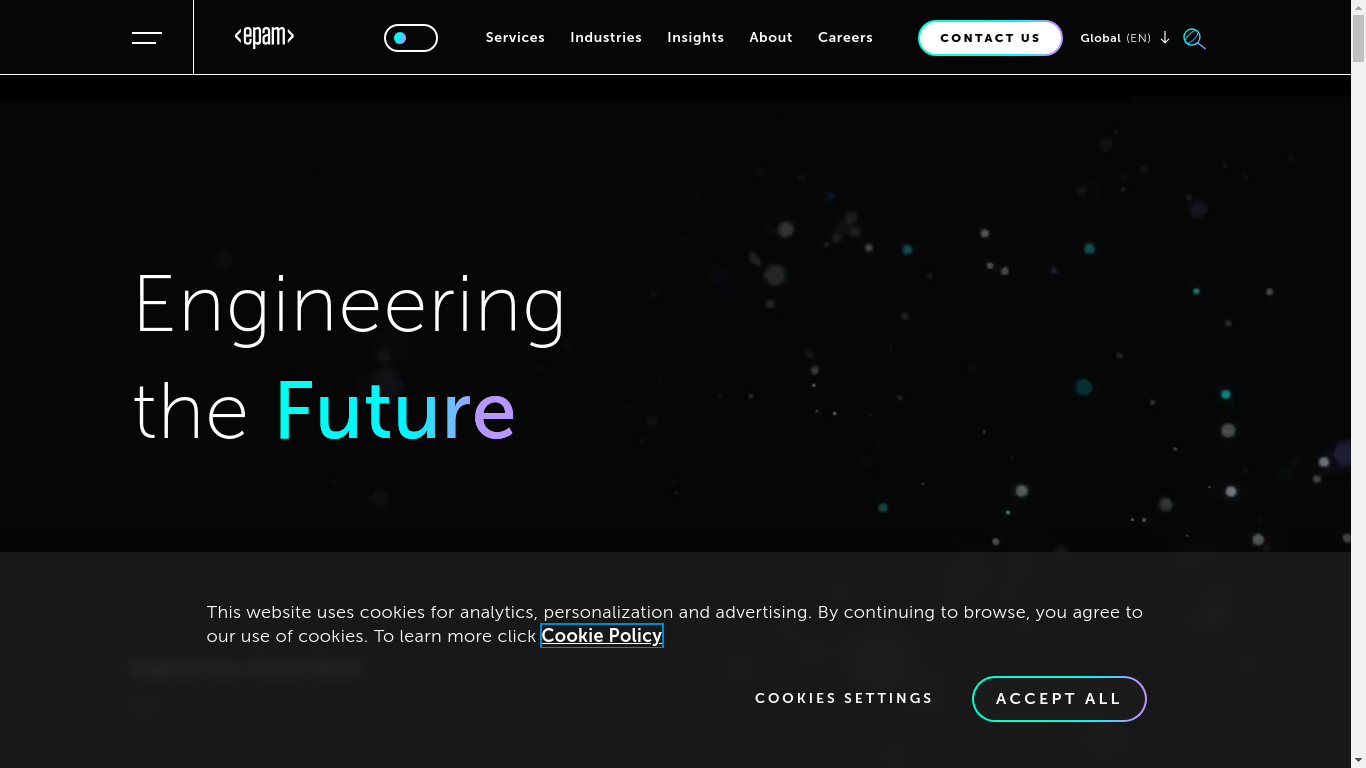 <epam>
Services
Industries
Insights
About
Careers
CONTACT US
Global (EN)
Engineering
the Future
This website uses cookies for analytics, personalization and advertising. By continuing to browse, you agree to
our use of cookies. To learn more click Cookie Policy
COOKIES SETTINGS
ACCEPT ALL